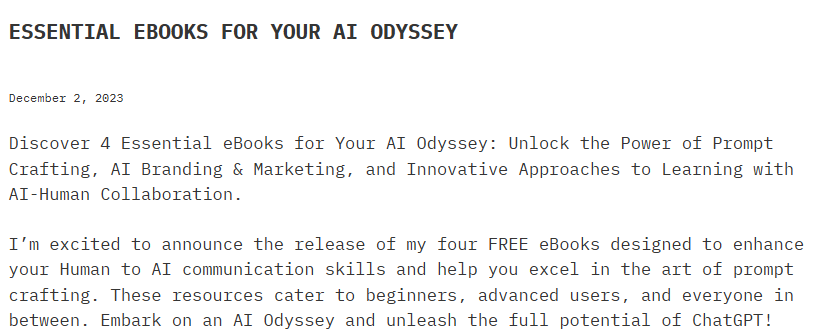 ESSENTIAL EBOOKS FOR YOUR AI ODYSSEY
December 2, 2023
Discover 4 Essential eBooks for Your AI Odyssey: Unlock the Power of Prompt
Crafting, AI Branding & Marketing, and Innovative Approaches to Learning with
AI-Human Collaboration.
I’m excited to announce the release of my four FREE eBooks designed to enhance
your Human to AI communication skills and help you excel in the art of prompt
crafting. These resources cater to beginners, advanced users, and everyone in
between. Embark on an AI Odyssey and unleash the full potential of ChatGPT!